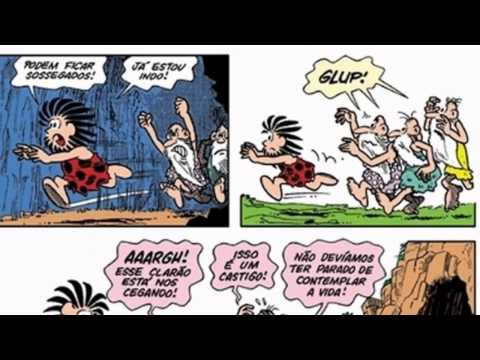 PODEM FICAR
SOSSEGADOS!
JÁ ESTOU
INDO!
GLUP!
AAARGH!
ESSE CLARÃO
ESTÁ NOS
CEGANDO!
ISSO
É UM
CASTIGO!
NÃO DEVÍAMOS
TER PARADO DE
CONTEMPLAR
A VIDA!